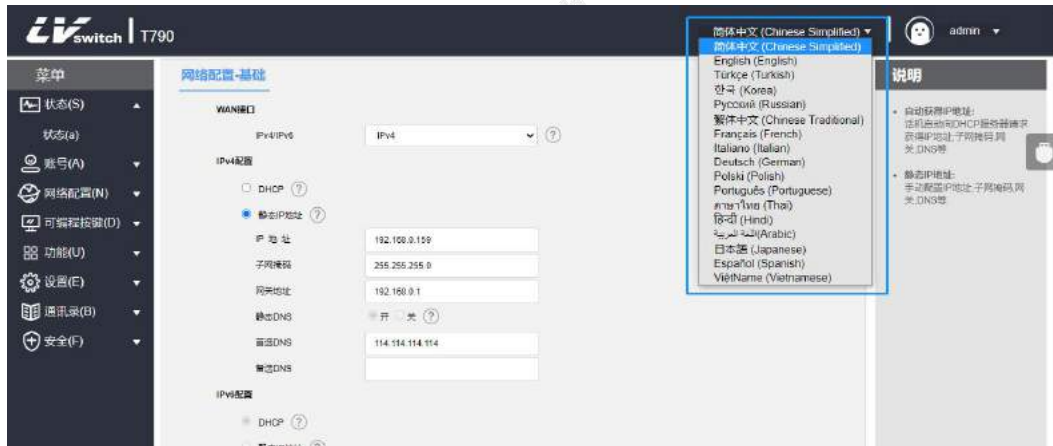 LVswitch T790
简体中文 (Chinese Simplified)
admin
简体中文 (Chinese Simplified)
English (English)
Türkçe (Turkish)
한국 (Korea)
Русский (Russian)
繁体中文 (Chinese Traditional)
Français (French)
Italiano (Italian)
Deutsch (German)
Polski (Polish)
Português (Portuguese)
ภาษาไทย (Thai)
हिन्दी (Hindi)
(Arabic)
日本語 (Japanese)
Español (Spanish)
ViêtName (Vietnamese)
菜单
状态(S)
状态(a)
账号(A)
网络配置(N)
可编程按键(D)
功能(U)
设置(E)
通讯录(B)
安全(F)
网络配置-基础
WAN接口
IPv4/IPv6 IPv4 ?
IPv4配置
DHCP ?
静态IP地址 ?
IP 地 址 192.168.0.159
子网掩码 255.255.255.0
网关地址 192.168.0.1
静态DNS 开 关 ?
首选DNS 114.114.114.114
备选DNS
IPv6配置
DHCP ?
说明
自动获得IP地址:
话机自动向DHCP服务器请求
获得IP地址,子网掩码,网
关,DNS等
静态IP地址:
手动配置IP地址,子网掩码,网
关,DNS等